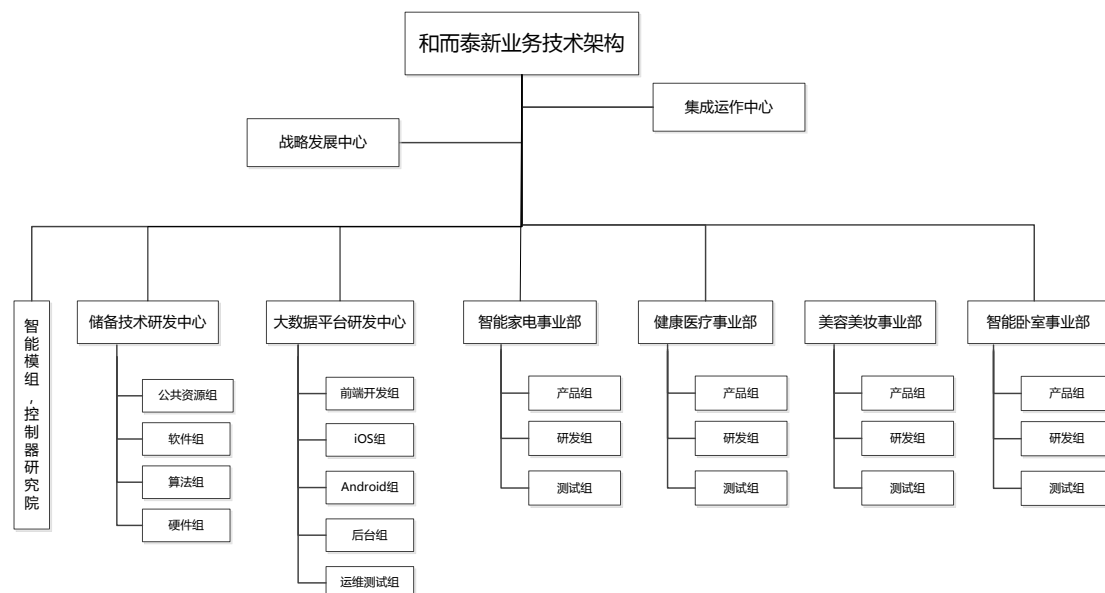 和而泰新业务技术架构
集成运作中心
战略发展中心
智能模组,控制器研究院
储备技术研发中心
公共资源组
软件组
算法组
硬件组
大数据平台研发中心
前端开发组
iOS组
Android组
后台组
运维测试组
智能家电事业部
产品组
研发组
测试组
健康医疗事业部
产品组
研发组
测试组
美容美妆事业部
产品组
研发组
测试组
智能卧室事业部
产品组
研发组
测试组